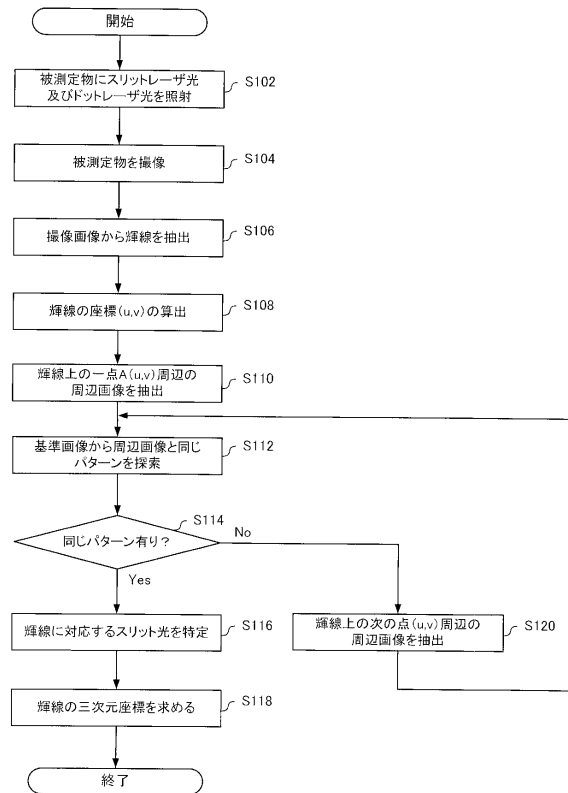 開始
被測定物にスリットレーザ光
及びドットレーザ光を照射
S102
被測定物を撮像
S104
撮像画像から輝線を抽出
S106
輝線の座標(u,v)の算出
S108
輝線上の一点A(u,v)周辺の
周辺画像を抽出
S110
基準画像から周辺画像と同じ
パターンを探索
S112
同じパターン有り?
S114
No
Yes
輝線に対応するスリット光を特定
S116
輝線上の次の点(u,v)周辺の
周辺画像を抽出
S120
輝線の三次元座標を求める
S118
終了